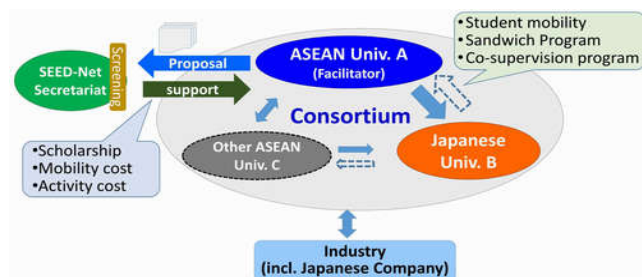 •Student mobility
•Sandwich Program
•Co-supervision program
SEED-Net
Secretariat
Screening
Proposal
support
ASEAN Univ. A
(Facilitator)
Consortium
Other ASEAN
Univ. C
Japanese
Univ. B
•Scholarship
•Mobility cost
•Activity cost
Industry
(incl. Japanese Company)